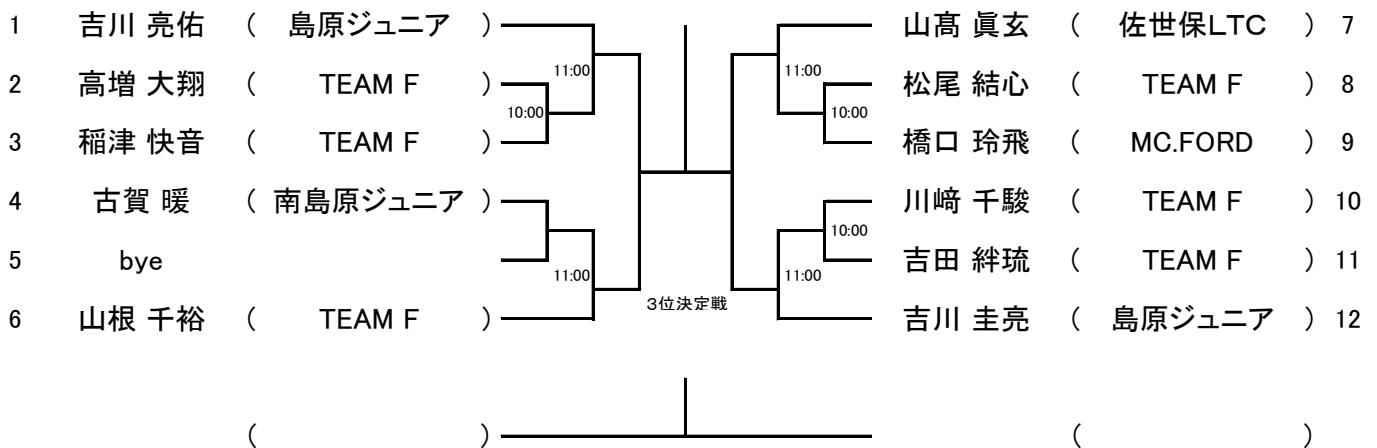 1 吉川 亮佑 ( 島原ジュニア ) 山髙 眞玄 ( 佐世保LTC ) 7
11:00 11:00
2 高増 大翔 ( TEAM F ) 松尾 結心 ( TEAM F ) 8
10:00 10:00
3 稲津 快音 ( TEAM F ) 橋口 玲飛 ( MC.FORD ) 9
4 古賀 暖 ( 南島原ジュニア ) 川﨑 千駿 ( TEAM F ) 10
10:00
5 bye 吉田 絆琉 ( TEAM F ) 11
11:00 11:00
3位決定戦
6 山根 千裕 ( TEAM F ) 吉川 圭亮 ( 島原ジュニア ) 12
( ) ( )